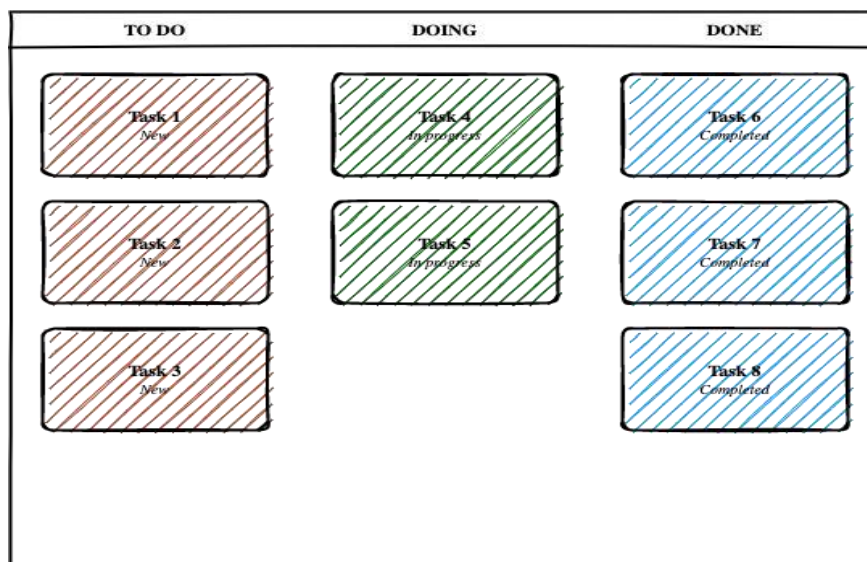 TO DO
DOING
DONE
Task 1
New
Task 4
In progress
Task 6
Completed
Task 2
New
Task 5
In progress
Task 7
Completed
Task 3
New
Task 8
Completed